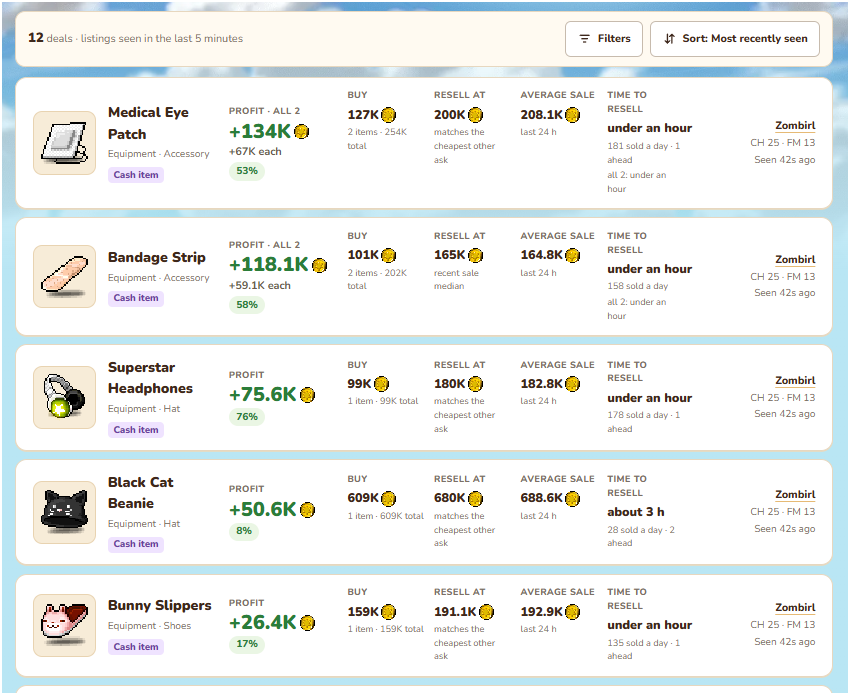 12 deals · listings seen in the last 5 minutes
Filters
Sort: Most recently seen
Medical Eye
Patch
Equipment · Accessory
Cash item
PROFIT · ALL 2
+134K
+67K each
53%
BUY
127K
2 items · 254K
total
RESELL AT
200K
matches the
cheapest other
ask
AVERAGE SALE
208.1K
last 24 h
TIME TO
RESELL
under an hour
181 sold a day · 1
ahead
all 2: under an
hour
Zombirl
CH 25 · FM 13
Seen 42s ago
Bandage Strip
Equipment · Accessory
Cash item
PROFIT · ALL 2
+118.1K
+59.1K each
58%
BUY
101K
2 items · 202K
total
RESELL AT
165K
recent sale
median
AVERAGE SALE
164.8K
last 24 h
TIME TO
RESELL
under an hour
158 sold a day
all 2: under an
hour
Zombirl
CH 25 · FM 13
Seen 42s ago
Superstar
Headphones
Equipment · Hat
Cash item
PROFIT
+75.6K
76%
BUY
99K
1 item · 99K total
RESELL AT
180K
matches the
cheapest other
ask
AVERAGE SALE
182.8K
last 24 h
TIME TO
RESELL
under an hour
178 sold a day · 1
ahead
Zombirl
CH 25 · FM 13
Seen 42s ago
Black Cat
Beanie
Equipment · Hat
Cash item
PROFIT
+50.6K
8%
BUY
609K
1 item · 609K total
RESELL AT
680K
matches the
cheapest other
ask
AVERAGE SALE
688.6K
last 24 h
TIME TO
RESELL
about 3 h
28 sold a day · 2
ahead
Zombirl
CH 25 · FM 13
Seen 42s ago
Bunny Slippers
Equipment · Shoes
Cash item
PROFIT
+26.4K
17%
BUY
159K
1 item · 159K total
RESELL AT
191.1K
matches the
cheapest other
ask
AVERAGE SALE
192.9K
last 24 h
TIME TO
RESELL
under an hour
135 sold a day · 1
ahead
Zombirl
CH 25 · FM 13
Seen 42s ago